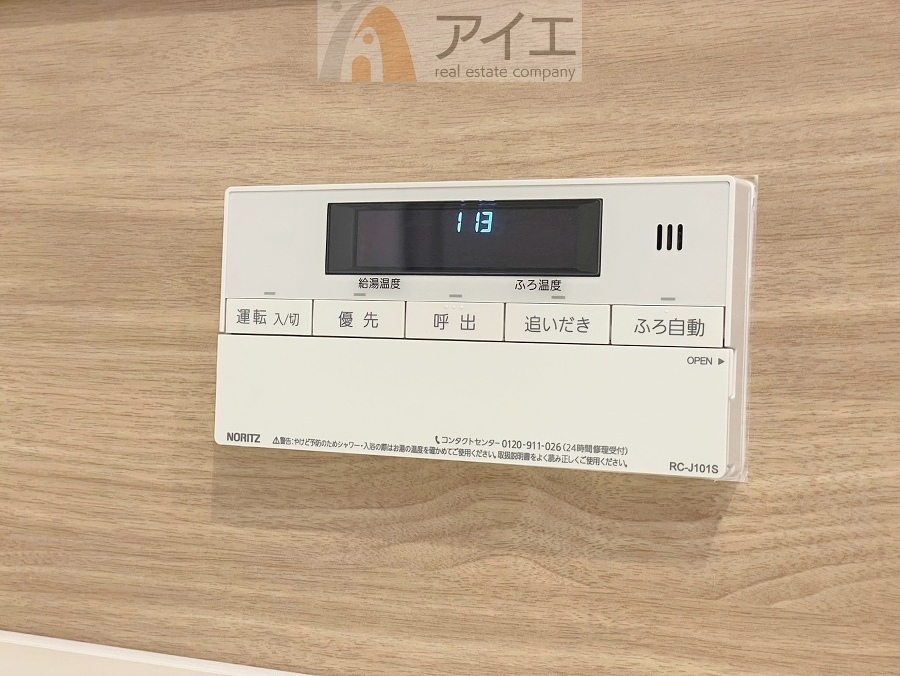 アイエ
real estate company
113
給湯温度 ふろ温度
運転 入/切 優先 呼出 追いだき ふろ自動
OPEN ▶
NORITZ
コンタクトセンター 0120-911-026 (24時間修理受付)
⚠警告:やけど予防のためシャワー・入浴の際はお湯の温度を確かめてご使用ください。取扱説明書をよく読み正しくご使用ください。
RC-J101S